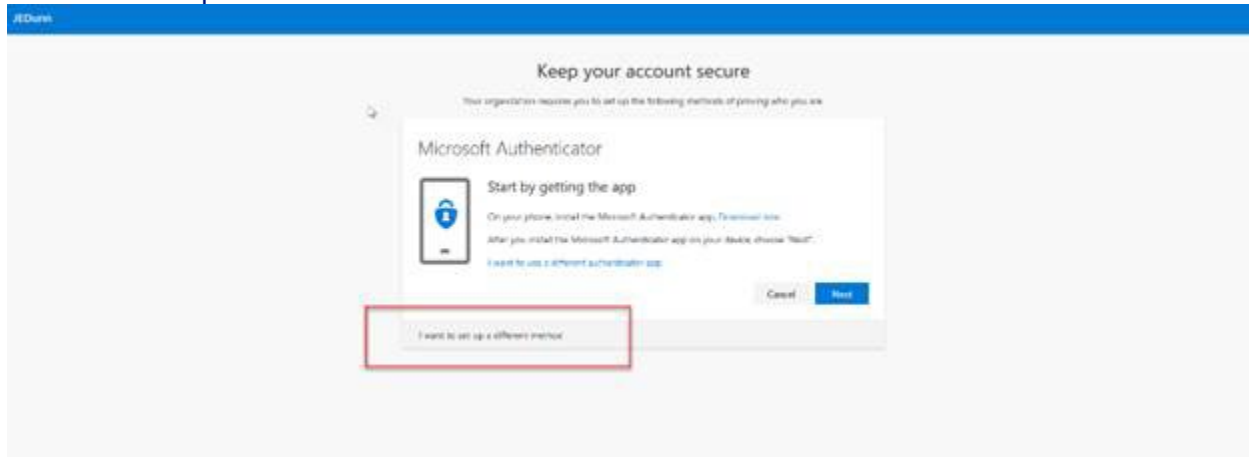 JEDunn
Keep your account secure
Your organization requires you to set up the following methods of proving who you are
Microsoft Authenticator
Start by getting the app
On your phone, install the Microsoft Authenticator app. Download now
After you install the Microsoft Authenticator app on your device, choose "Next".
I want to use a different authenticator app
Cancel Next
I want to set up a different method